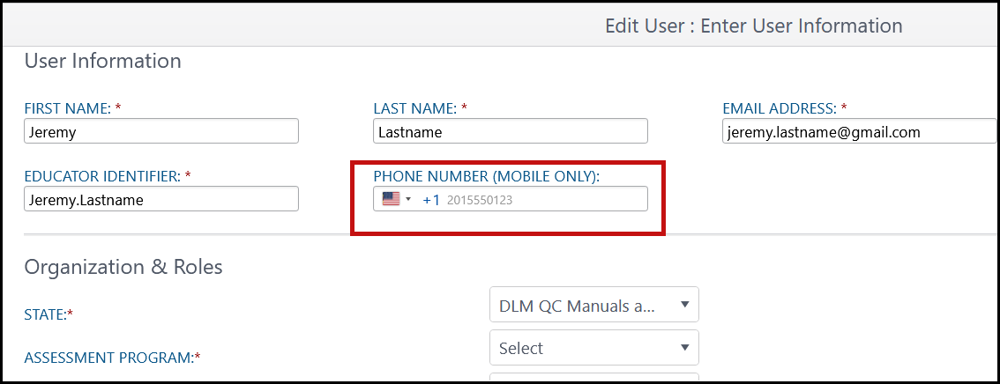 Edit User : Enter User Information
User Information
FIRST NAME: * LAST NAME: * EMAIL ADDRESS: *
Jeremy Lastname jeremy.lastname@gmail.com
EDUCATOR IDENTIFIER: * PHONE NUMBER (MOBILE ONLY):
Jeremy.Lastname +1 2015550123
Organization & Roles
STATE:* DLM QC Manuals a...
ASSESSMENT PROGRAM:* Select